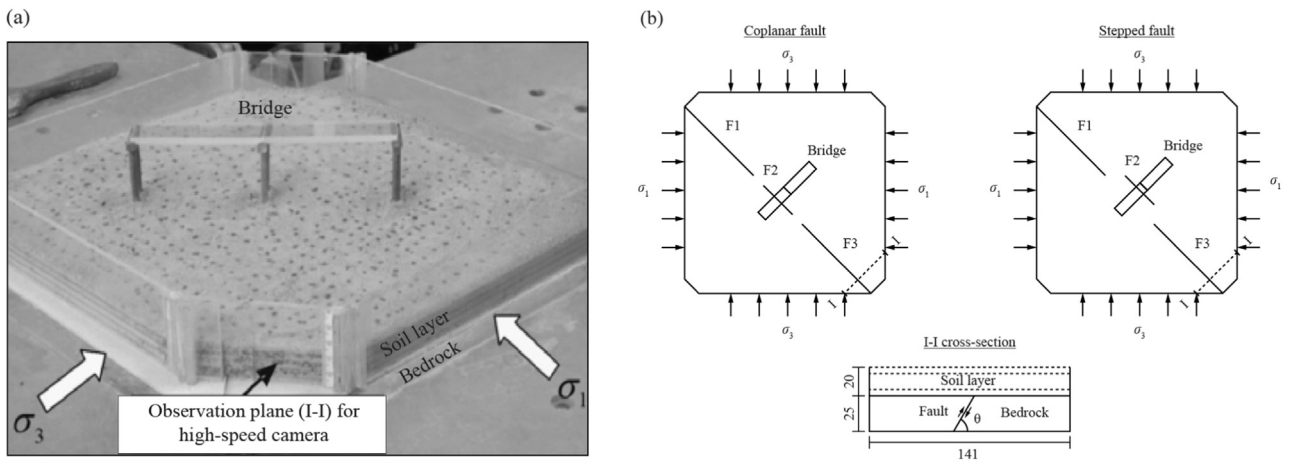 (a)
Bridge
Soil layer
Bedrock
σ3
σ1
Observation plane (I-I) for
high-speed camera
(b)
Coplanar fault
σ3
F1
F2
Bridge
σ1
σ1
F3
I
I
σ3
Stepped fault
σ3
F1
F2
Bridge
σ1
σ1
F3
I
I
σ3
I-I cross-section
20
Soil layer
25
Fault
θ
Bedrock
141